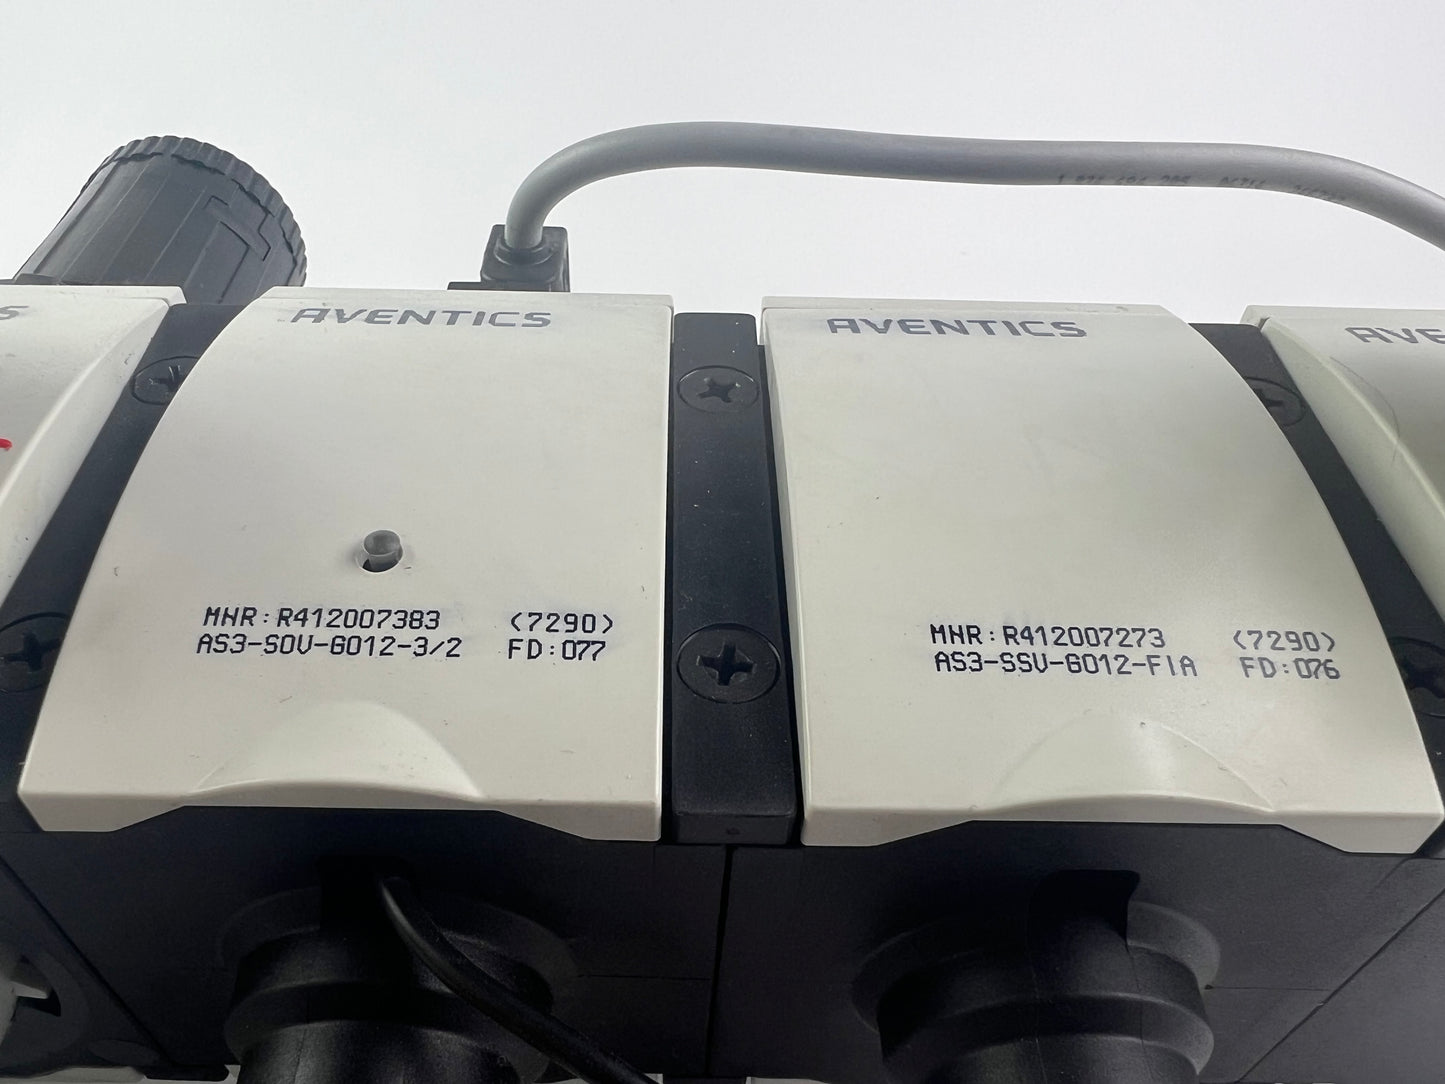 S
AVENTICS
AVENTICS
AVE
MNR:R412007383 (7290)
AS3-SOV-G012-3/2 FD:077
MNR:R412007273 (7290)
AS3-SSV-G012-FIA FD:076